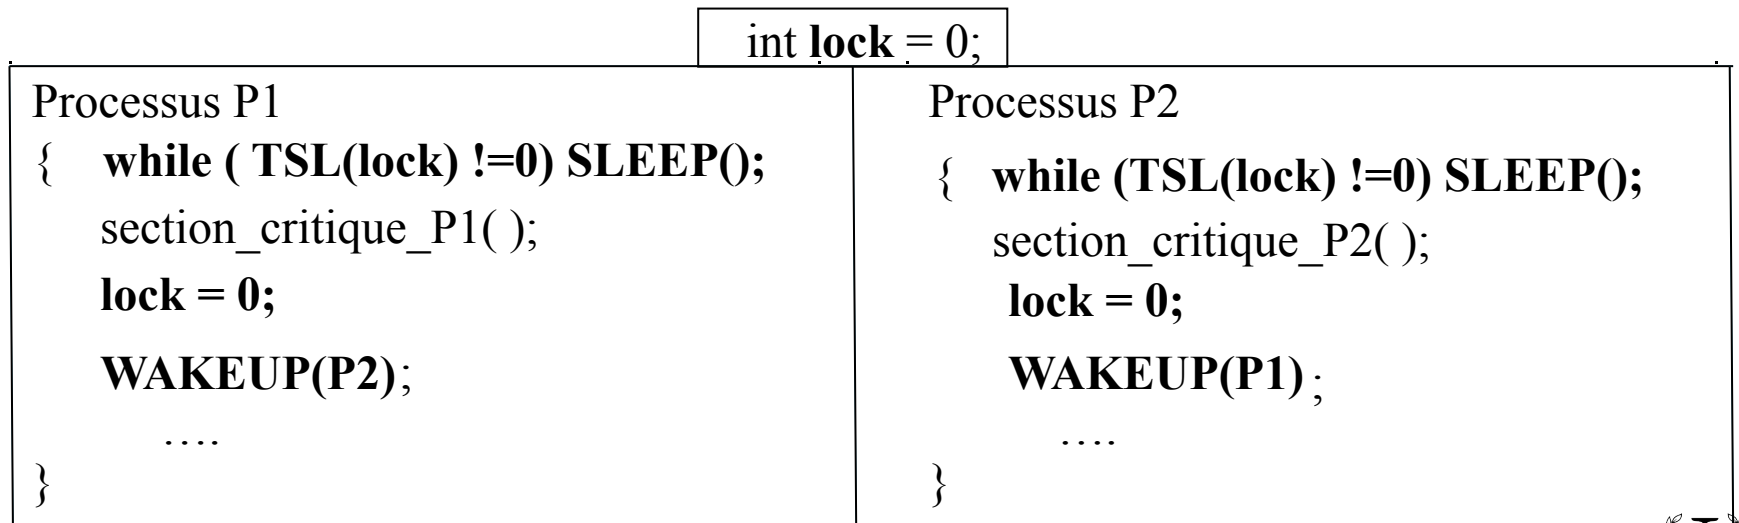 int lock = 0;
Processus P1
{ while ( TSL(lock) !=0) SLEEP();
section_critique_P1( );
lock = 0;
WAKEUP(P2);
….
}
Processus P2
{ while (TSL(lock) !=0) SLEEP();
section_critique_P2( );
lock = 0;
WAKEUP(P1) ;
….
}